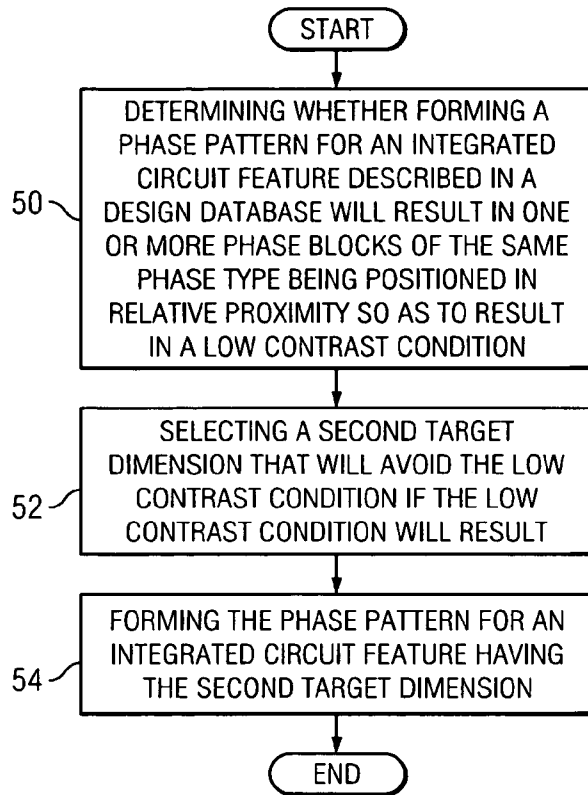 START
50
DETERMINING WHETHER FORMING A
PHASE PATTERN FOR AN INTEGRATED
CIRCUIT FEATURE DESCRIBED IN A
DESIGN DATABASE WILL RESULT IN ONE
OR MORE PHASE BLOCKS OF THE SAME
PHASE TYPE BEING POSITIONED IN
RELATIVE PROXIMITY SO AS TO RESULT
IN A LOW CONTRAST CONDITION
52
SELECTING A SECOND TARGET
DIMENSION THAT WILL AVOID THE LOW
CONTRAST CONDITION IF THE LOW
CONTRAST CONDITION WILL RESULT
54
FORMING THE PHASE PATTERN FOR AN
INTEGRATED CIRCUIT FEATURE HAVING
THE SECOND TARGET DIMENSION
END